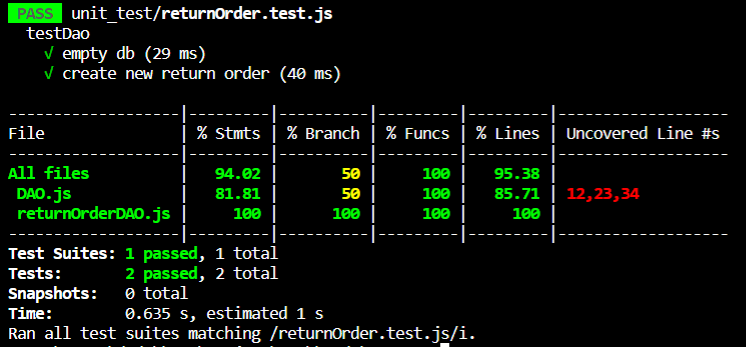 PASS unit_test/returnOrder.test.js
  testDao
    √ empty db (29 ms)
    √ create new return order (40 ms)

-------------------|---------|----------|---------|---------|-------------------
File               | % Stmts | % Branch | % Funcs | % Lines | Uncovered Line #s
-------------------|---------|----------|---------|---------|-------------------
All files          |   94.02 |       50 |     100 |   95.38 |
 DAO.js            |   81.81 |       50 |     100 |   85.71 | 12,23,34
 returnOrderDAO.js |     100 |      100 |     100 |     100 |
-------------------|---------|----------|---------|---------|-------------------
Test Suites: 1 passed, 1 total
Tests:       2 passed, 2 total
Snapshots:   0 total
Time:        0.635 s, estimated 1 s
Ran all test suites matching /returnOrder.test.js/i.